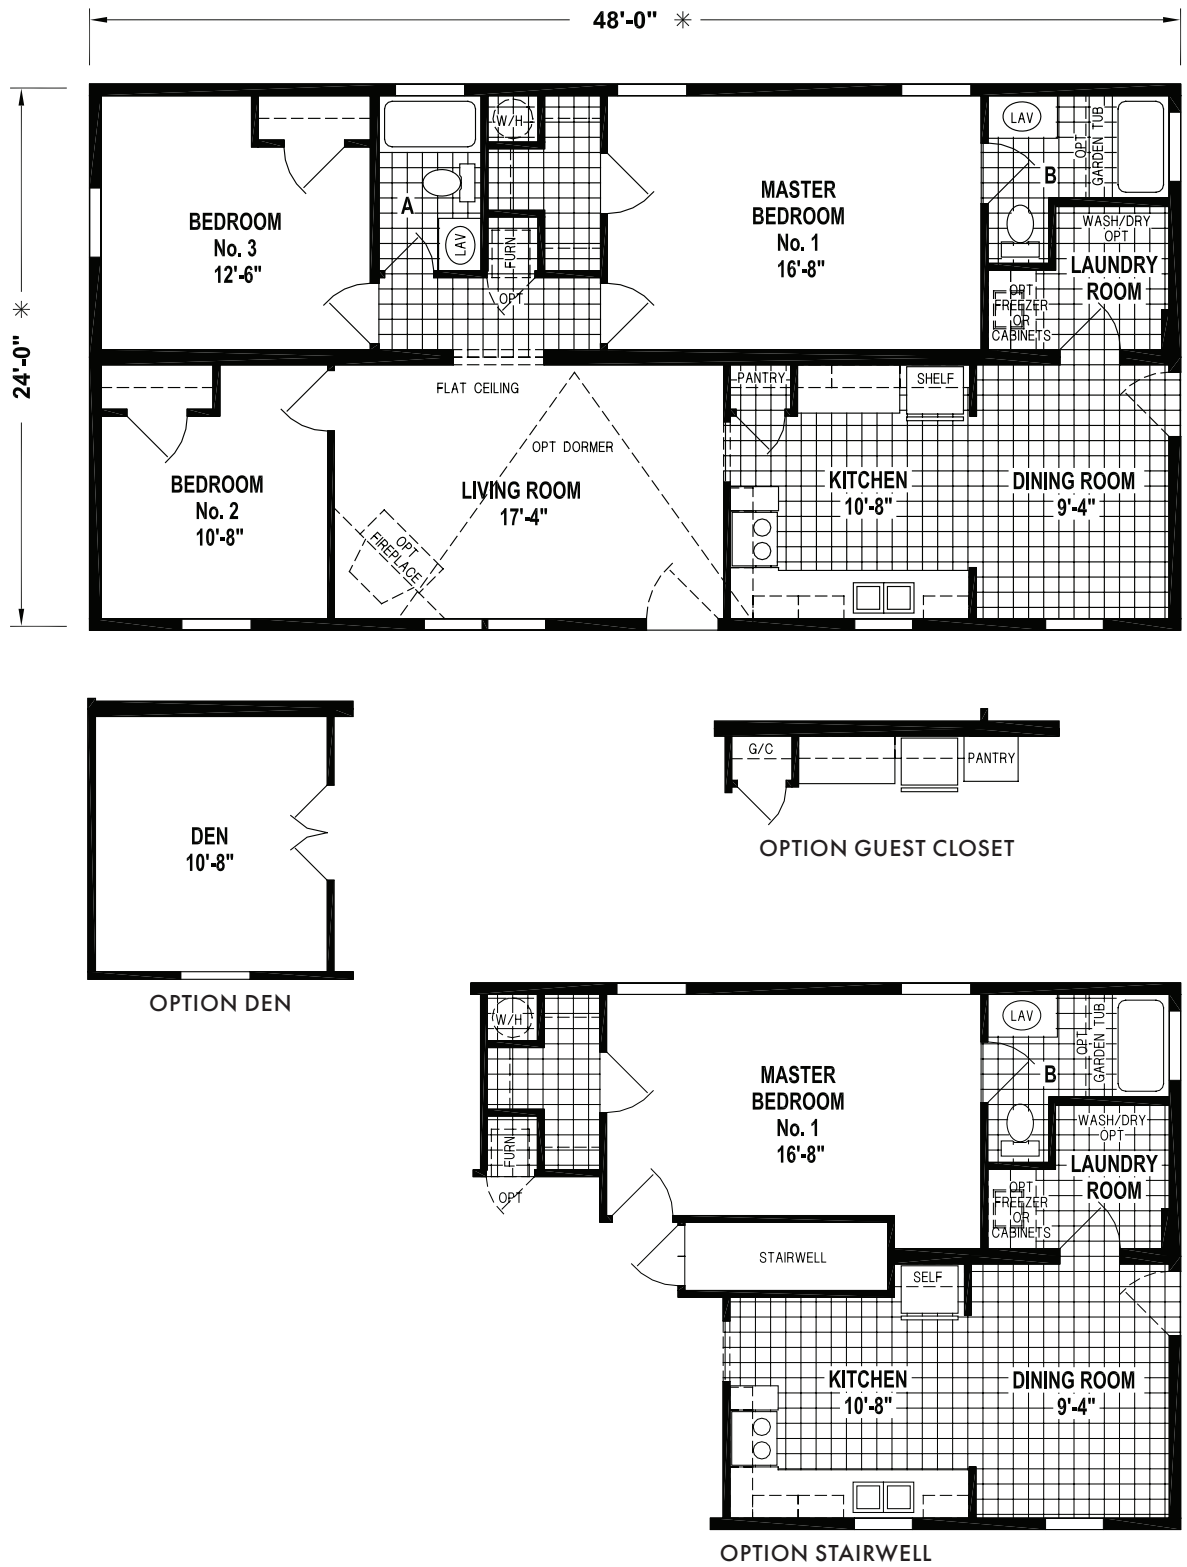 48'-0" ✳
24'-0" ✳
BEDROOM
No. 3
12'-6"
A
LAV
W/H
FURN
OPT
MASTER
BEDROOM
No. 1
16'-8"
LAV
B
OPT
GARDEN TUB
WASH/DRY
OPT
LAUNDRY
ROOM
OPT
FREEZER
OR
CABINETS
BEDROOM
No. 2
10'-8"
FLAT CEILING
OPT DORMER
LIVING ROOM
17'-4"
OPT
FIREPLACE
PANTRY
SHELF
KITCHEN
10'-8"
DINING ROOM
9'-4"
DEN
10'-8"
OPTION DEN
G/C
PANTRY
OPTION GUEST CLOSET
W/H
FURN
OPT
MASTER
BEDROOM
No. 1
16'-8"
LAV
B
OPT
GARDEN TUB
WASH/DRY
OPT
LAUNDRY
ROOM
OPT
FREEZER
OR
CABINETS
STAIRWELL
SELF
KITCHEN
10'-8"
DINING ROOM
9'-4"
OPTION STAIRWELL